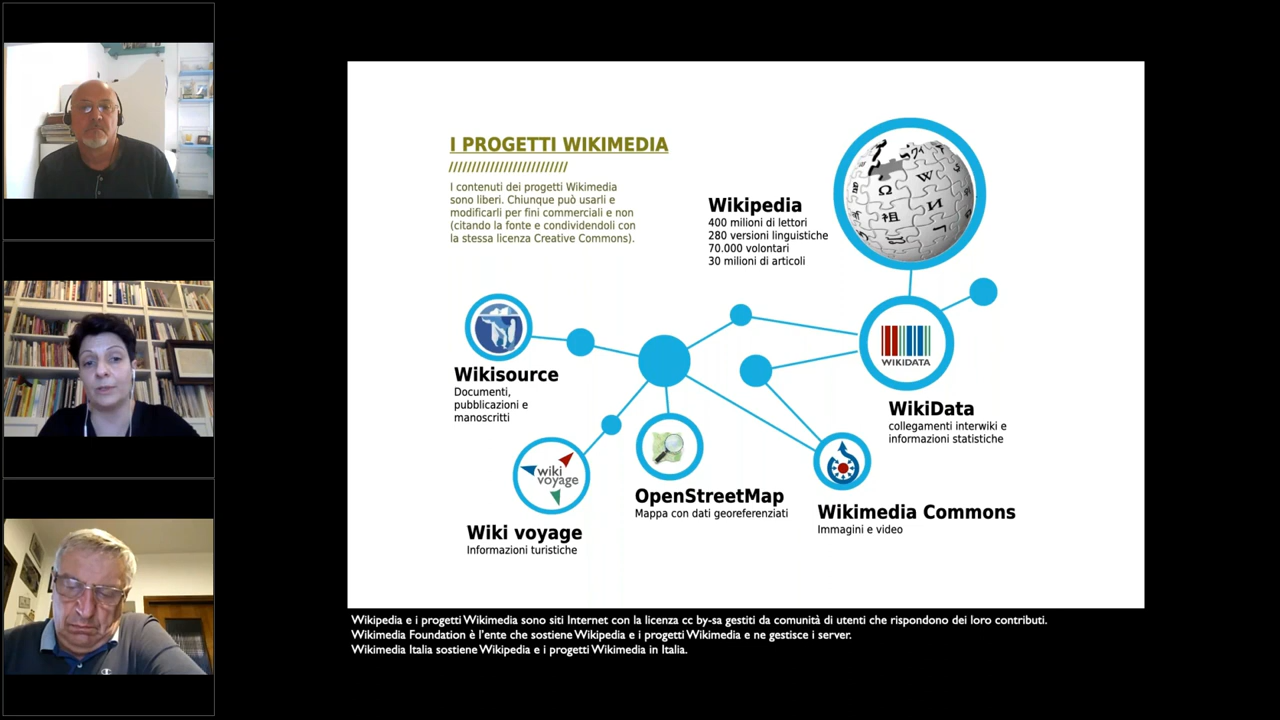 I PROGETTI WIKIMEDIA
//////////////////////////
I contenuti dei progetti Wikimedia
sono liberi. Chiunque può usarli e
modificarli per fini commerciali e non
(citando la fonte e condividendoli con
la stessa licenza Creative Commons).
Wikipedia
400 milioni di lettori
280 versioni linguistiche
70.000 volontari
30 milioni di articoli
Wikisource
Documenti,
pubblicazioni e
manoscritti
WIKIDATA
WikiData
collegamenti interwiki e
informazioni statistiche
wiki
voyage
Wiki voyage
Informazioni turistiche
OpenStreetMap
Mappa con dati georeferenziati
Wikimedia Commons
Immagini e video
Wikipedia e i progetti Wikimedia sono siti Internet con la licenza cc by-sa gestiti da comunità di utenti che rispondono dei loro contributi.
Wikimedia Foundation è l'ente che sostiene Wikipedia e i progetti Wikimedia e ne gestisce i server.
Wikimedia Italia sostiene Wikipedia e i progetti Wikimedia in Italia.